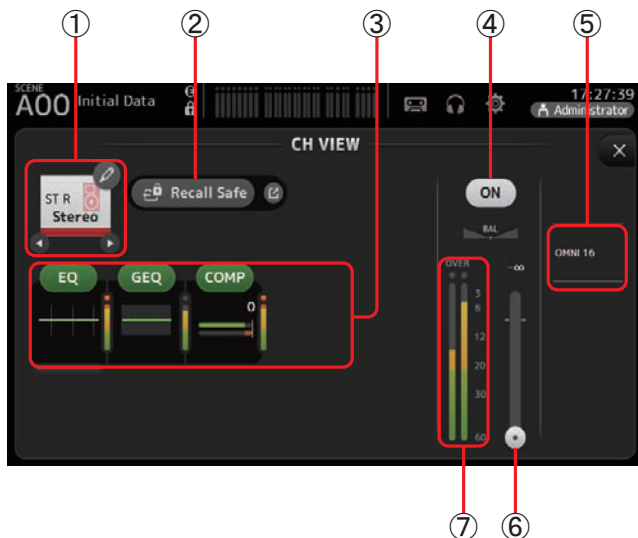 ① ② ③ ④ ⑤
SCENE
A00 Initial Data
17:27:39
Administrator
CH VIEW
ST R
Stereo
Recall Safe
ON
BAL
OMNI 16
EQ GEQ COMP
0
OVER
-∞
3
6
12
20
30
60
⑦ ⑥